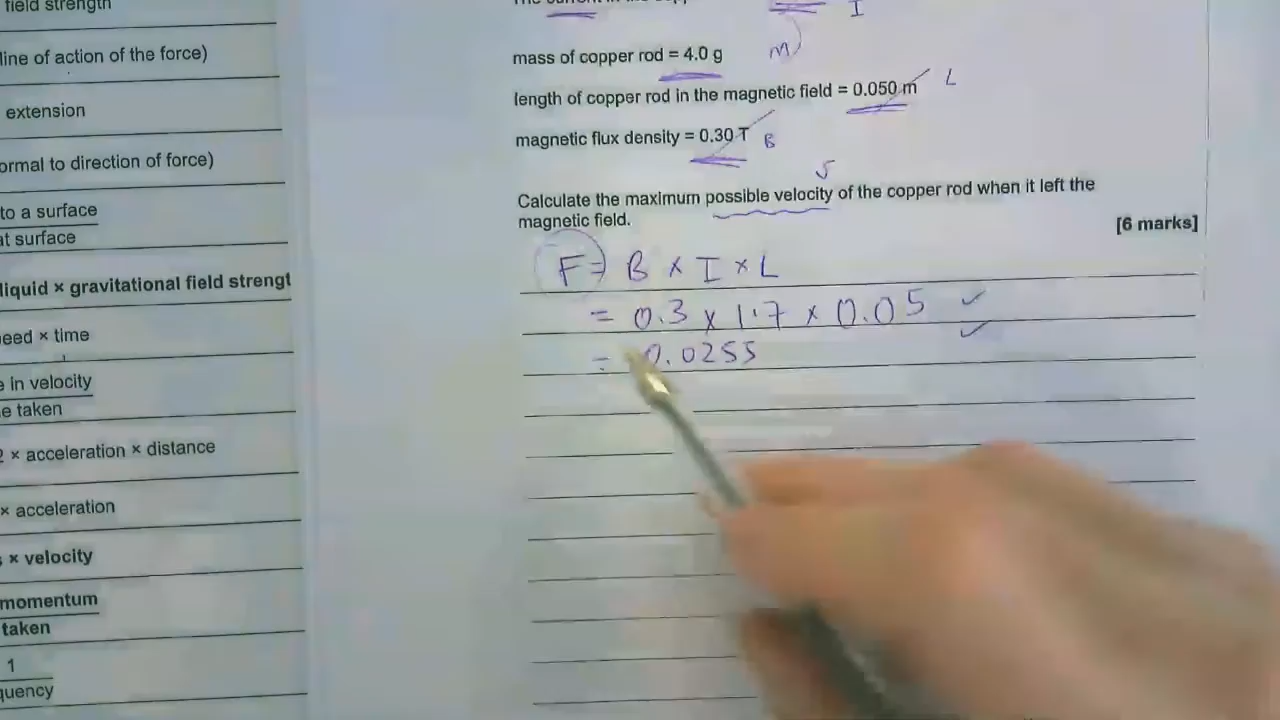 field strength
line of action of the force)
extension
ormal to direction of force)
to a surface
at surface
liquid × gravitational field strengt
eed × time
e in velocity
e taken
2 × acceleration × distance
× acceleration
s × velocity
momentum
taken
1
quency
I
mass of copper rod = 4.0 g m
length of copper rod in the magnetic field = 0.050 m L
magnetic flux density = 0.30 T B
Calculate the maximum possible velocity of the copper rod when it left the
magnetic field.
[6 marks]
F = B × I × L
= 0.3 × 1.7 × 0.05 ✓
= 0.0255 ✓